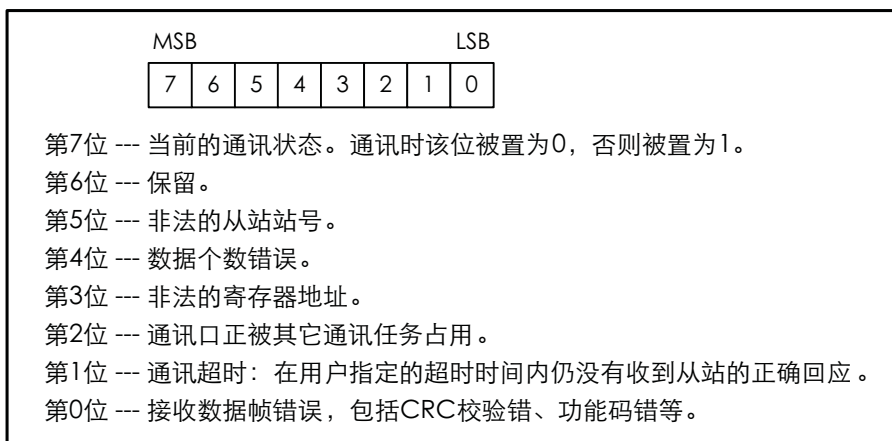 MSB LSB
7 6 5 4 3 2 1 0
第7位 --- 当前的通讯状态。通讯时该位被置为0，否则被置为1。
第6位 --- 保留。
第5位 --- 非法的从站站号。
第4位 --- 数据个数错误。
第3位 --- 非法的寄存器地址。
第2位 --- 通讯口正被其它通讯任务占用。
第1位 --- 通讯超时：在用户指定的超时时间内仍没有收到从站的正确回应。
第0位 --- 接收数据帧错误，包括CRC校验错、功能码错等。